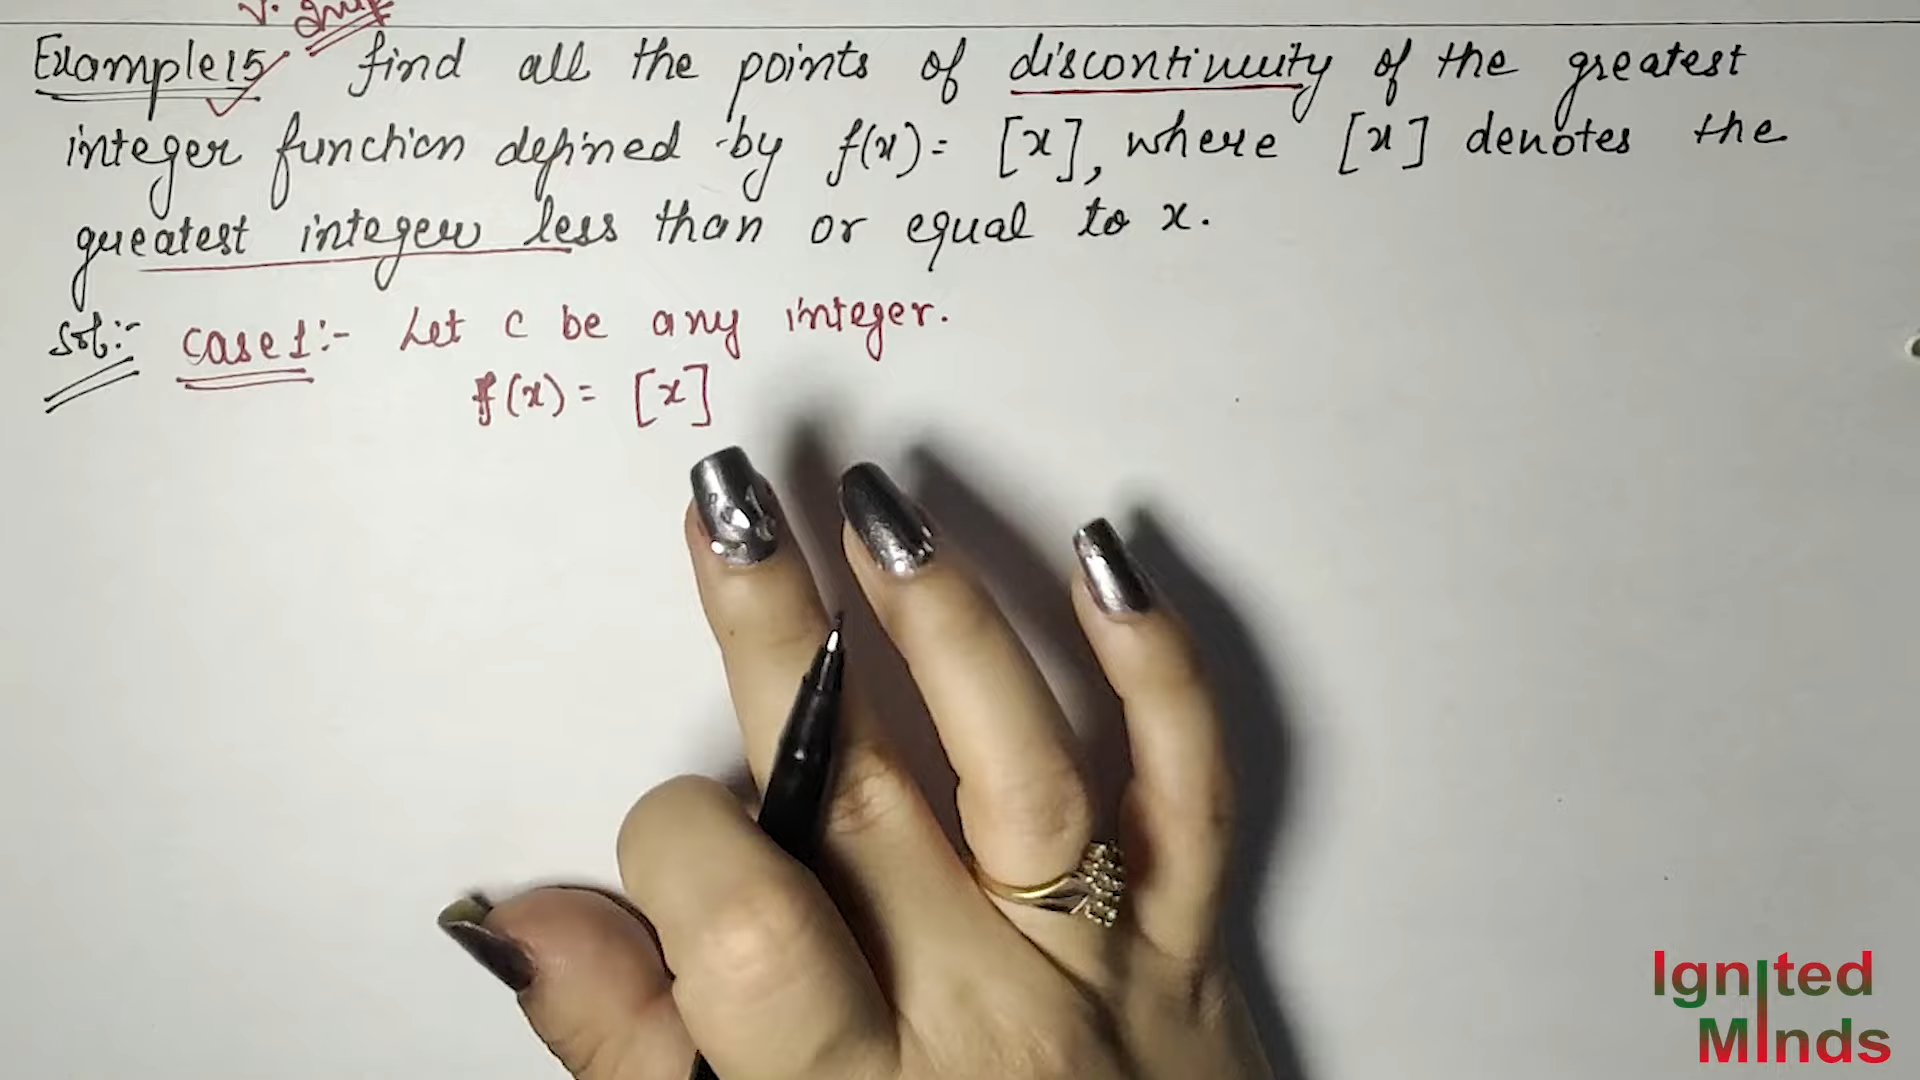 v. Imp
Example 15 find all the points of discontinuity of the greatest
integer function defined by f(x) = [x], where [x] denotes the
greatest integer less than or equal to x.
Sol:- Case 1:- Let c be any integer.
f(x) = [x]
Ignited
Minds